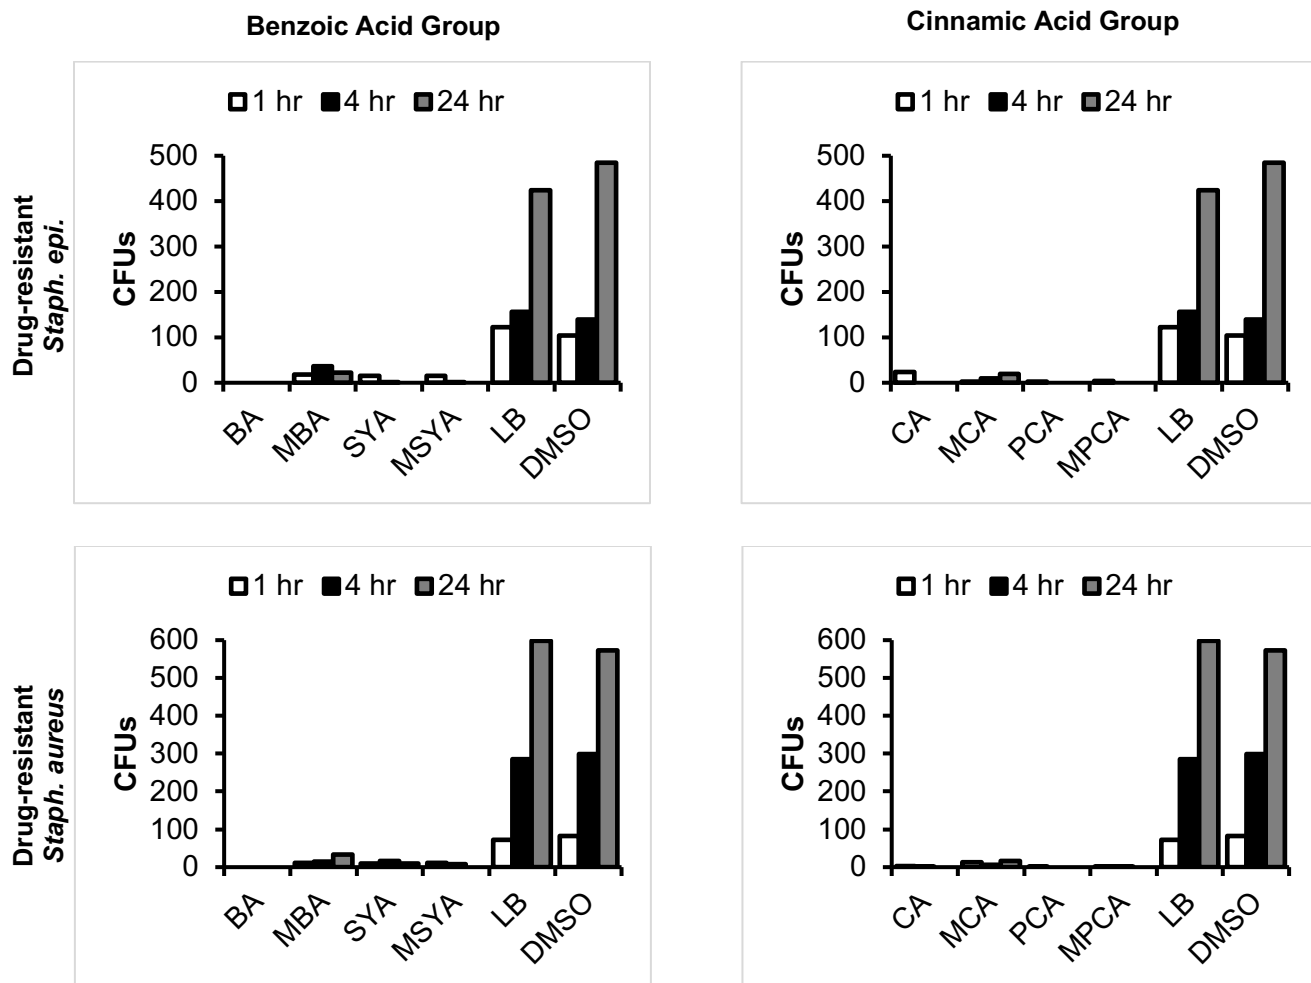 Benzoic Acid Group
Cinnamic Acid Group
Drug-resistant
Staph. epi.
1 hr 4 hr 24 hr
CFUs
500
400
300
200
100
0
BA MBA SYA MSYA LB DMSO
1 hr 4 hr 24 hr
CFUs
500
400
300
200
100
0
CA MCA PCA MPCA LB DMSO
Drug-resistant
Staph. aureus
1 hr 4 hr 24 hr
CFUs
600
500
400
300
200
100
0
BA MBA SYA MSYA LB DMSO
1 hr 4 hr 24 hr
CFUs
600
500
400
300
200
100
0
CA MCA PCA MPCA LB DMSO